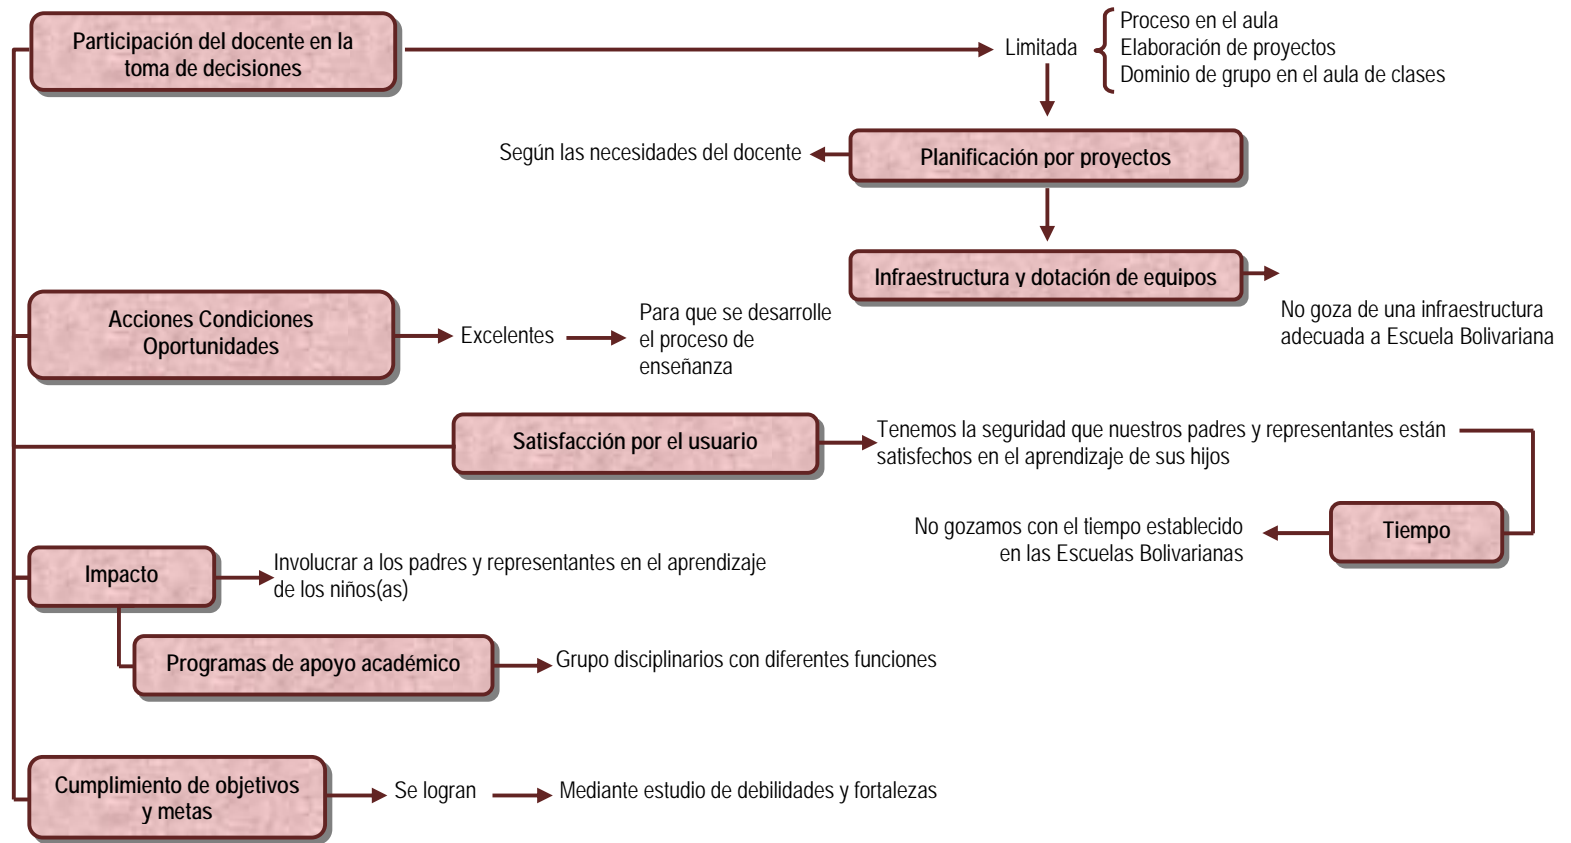 Participación del docente en la
toma de decisiones
Limitada
Proceso en el aula
Elaboración de proyectos
Dominio de grupo en el aula de clases
Según las necesidades del docente
Planificación por proyectos
Infraestructura y dotación de equipos
No goza de una infraestructura
adecuada a Escuela Bolivariana
Acciones Condiciones
Oportunidades
Excelentes
Para que se desarrolle
el proceso de
enseñanza
Satisfacción por el usuario
Tenemos la seguridad que nuestros padres y representantes están
satisfechos en el aprendizaje de sus hijos
No gozamos con el tiempo establecido
en las Escuelas Bolivarianas
Tiempo
Impacto
Involucrar a los padres y representantes en el aprendizaje
de los niños(as)
Programas de apoyo académico
Grupo disciplinarios con diferentes funciones
Cumplimiento de objetivos
y metas
Se logran
Mediante estudio de debilidades y fortalezas